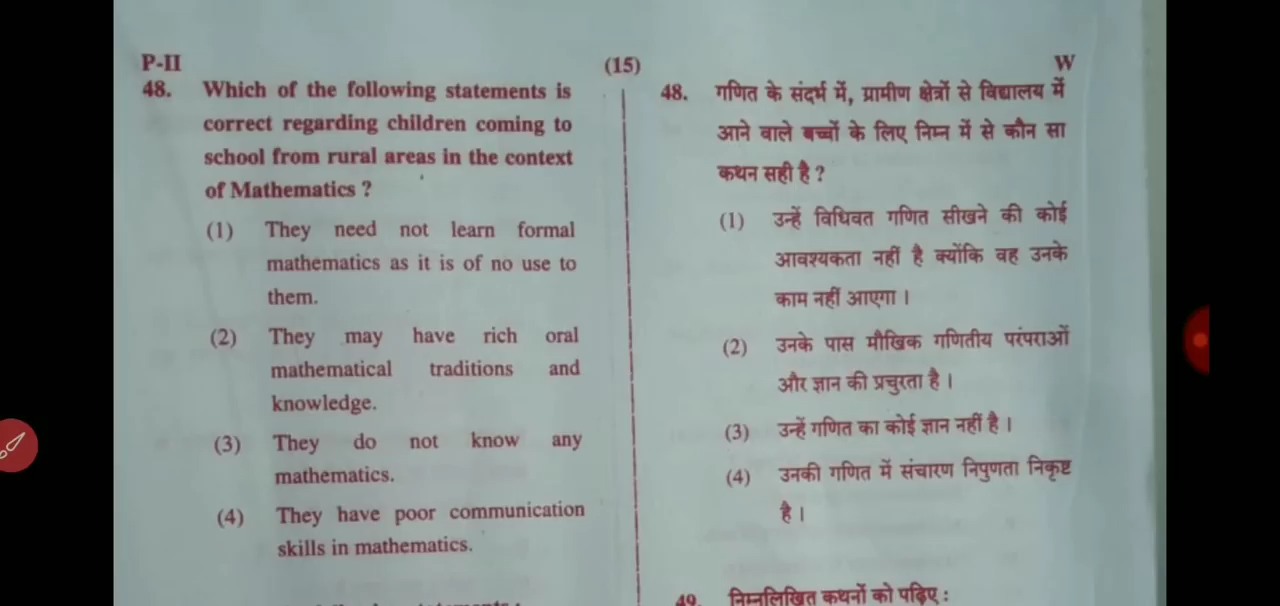 P-II
(15)
W
48. Which of the following statements is
correct regarding children coming to
school from rural areas in the context
of Mathematics ?
(1) They need not learn formal
mathematics as it is of no use to
them.
(2) They may have rich oral
mathematical traditions and
knowledge.
(3) They do not know any
mathematics.
(4) They have poor communication
skills in mathematics.
48. गणित के संदर्भ में, ग्रामीण क्षेत्रों से विद्यालय में
आने वाले बच्चों के लिए निम्न में से कौन सा
कथन सही है ?
(1) उन्हें विधिवत गणित सीखने की कोई
आवश्यकता नहीं है क्योंकि वह उनके
काम नहीं आएगा ।
(2) उनके पास मौखिक गणितीय परंपराओं
और ज्ञान की प्रचुरता है ।
(3) उन्हें गणित का कोई ज्ञान नहीं है ।
(4) उनकी गणित में संचारण निपुणता निकृष्ट
है ।
49. निम्नलिखित कथनों को पढ़िए :